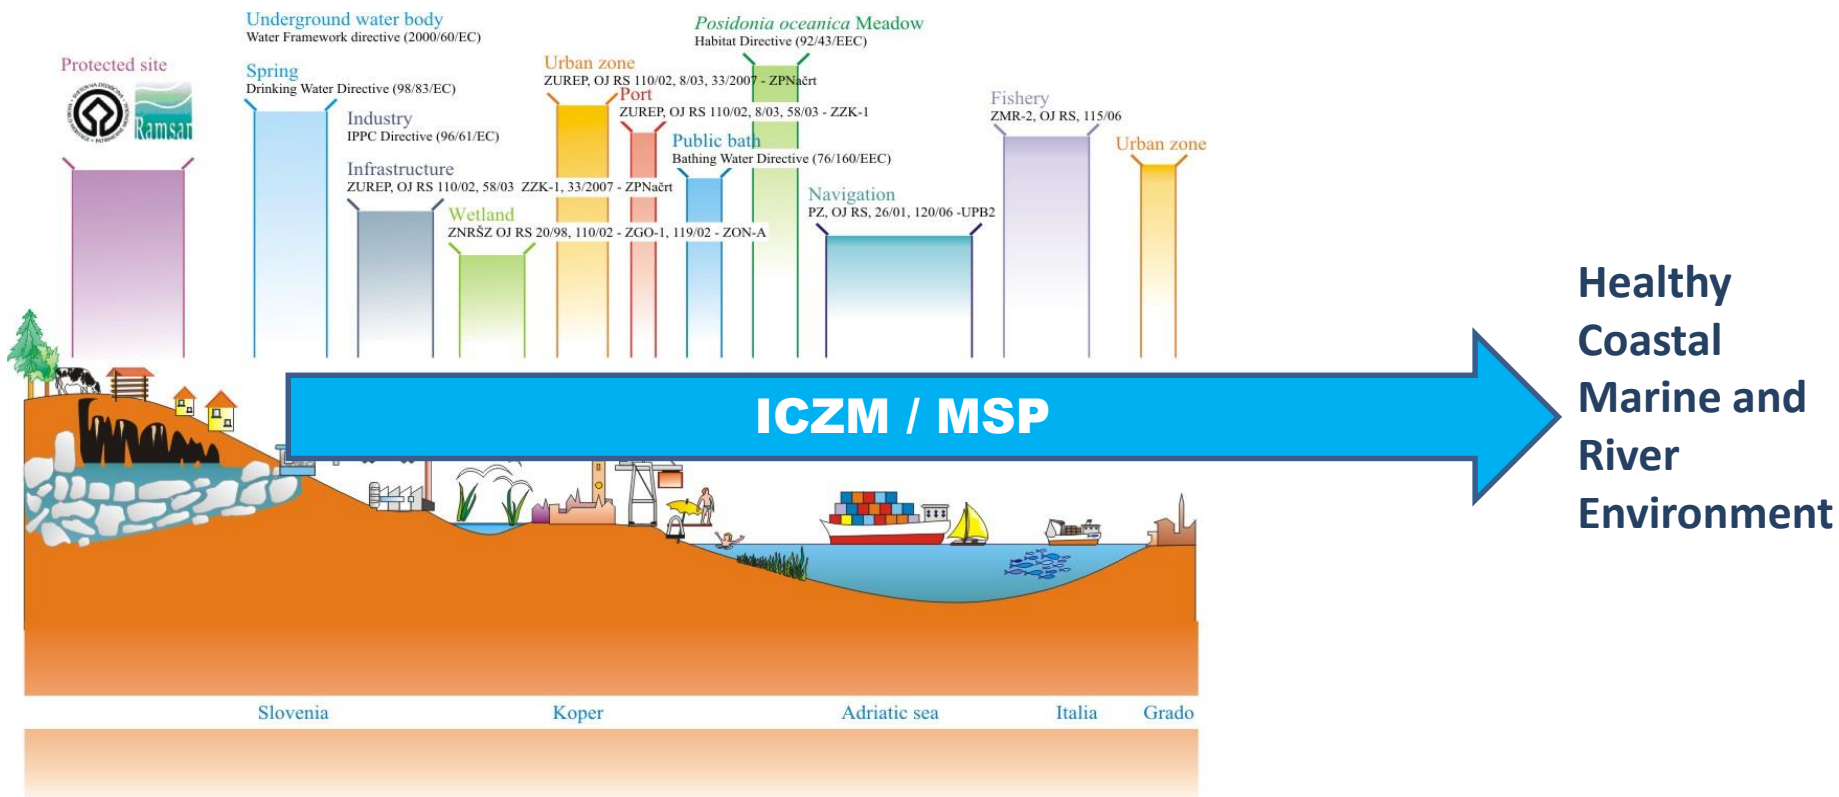 Protected site
Ramsar
Underground water body
Water Framework directive (2000/60/EC)
Spring
Drinking Water Directive (98/83/EC)
Industry
IPPC Directive (96/61/EC)
Infrastructure
ZUREP, OJ RS 110/02, 58/03 ZZK-1, 33/2007 - ZPNačrt
Wetland
ZNRŠZ OJ RS 20/98, 110/02 - ZGO-1, 119/02 - ZON-A
Urban zone
ZUREP, OJ RS 110/02, 8/03, 33/2007 - ZPNačrt
Port
ZUREP, OJ RS 110/02, 8/03, 58/03 - ZZK-1
Public bath
Bathing Water Directive (76/160/EEC)
Posidonia oceanica Meadow
Habitat Directive (92/43/EEC)
Navigation
PZ, OJ RS, 26/01, 120/06 -UPB2
Fishery
ZMR-2, OJ RS, 115/06
Urban zone
ICZM / MSP
Healthy
Coastal
Marine and
River
Environment
Slovenia
Koper
Adriatic sea
Italia
Grado